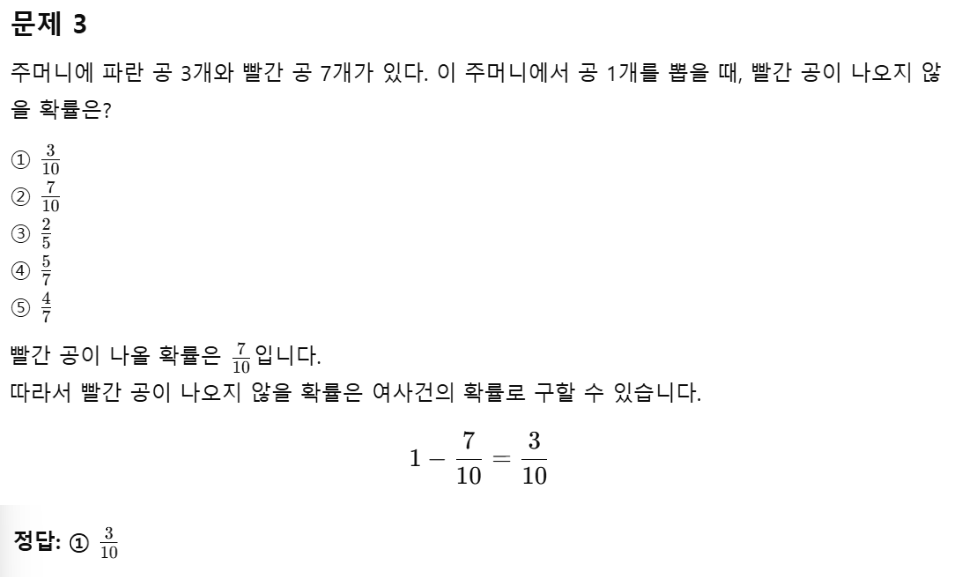 문제 3
주머니에 파란 공 3개와 빨간 공 7개가 있다. 이 주머니에서 공 1개를 뽑을 때, 빨간 공이 나오지 않
을 확률은?
① 3/10
② 7/10
③ 2/5
④ 5/7
⑤ 4/7
빨간 공이 나올 확률은 7/10입니다.
따라서 빨간 공이 나오지 않을 확률은 여사건의 확률로 구할 수 있습니다.
1 − 7/10 = 3/10
정답: ① 3/10